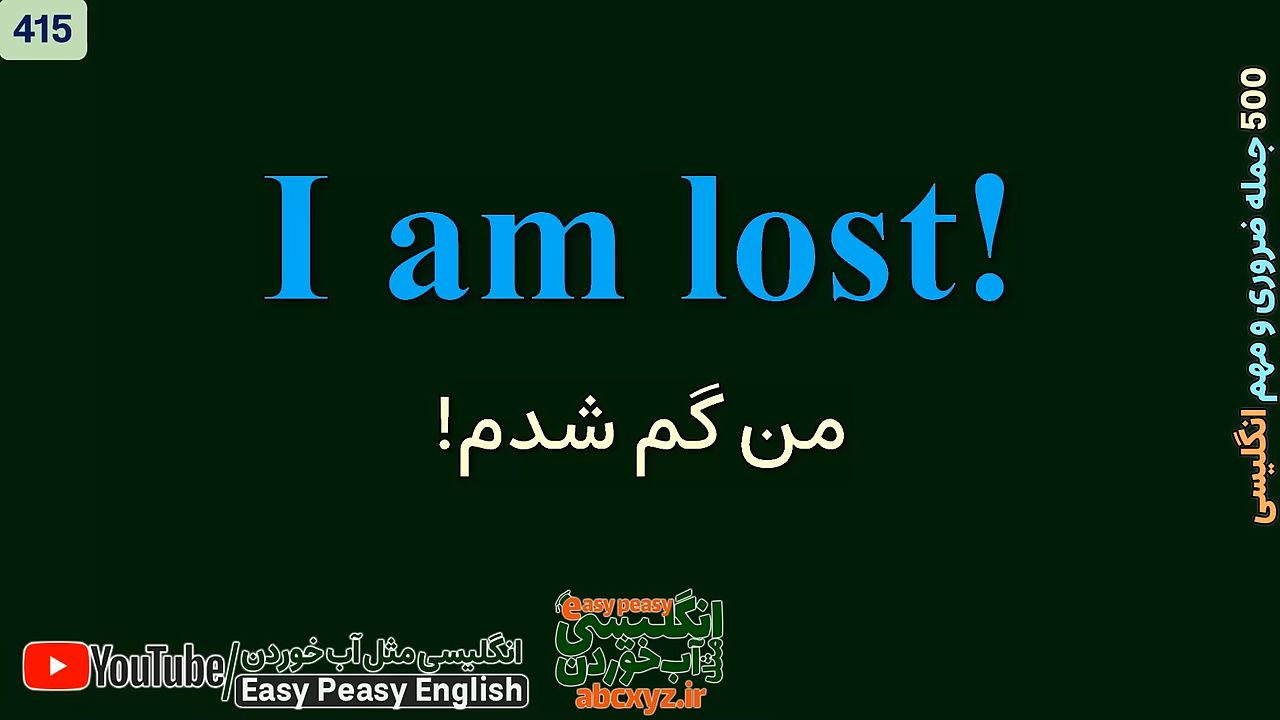 415
500 جمله ضروری و مهم انگلیسی
I am lost!
من گم شدم!
YouTube/انگلیسی مثل آب خوردن
Easy Peasy English
easy peasy
انگلیسی
مثل آب خوردن
abcxyz.ir